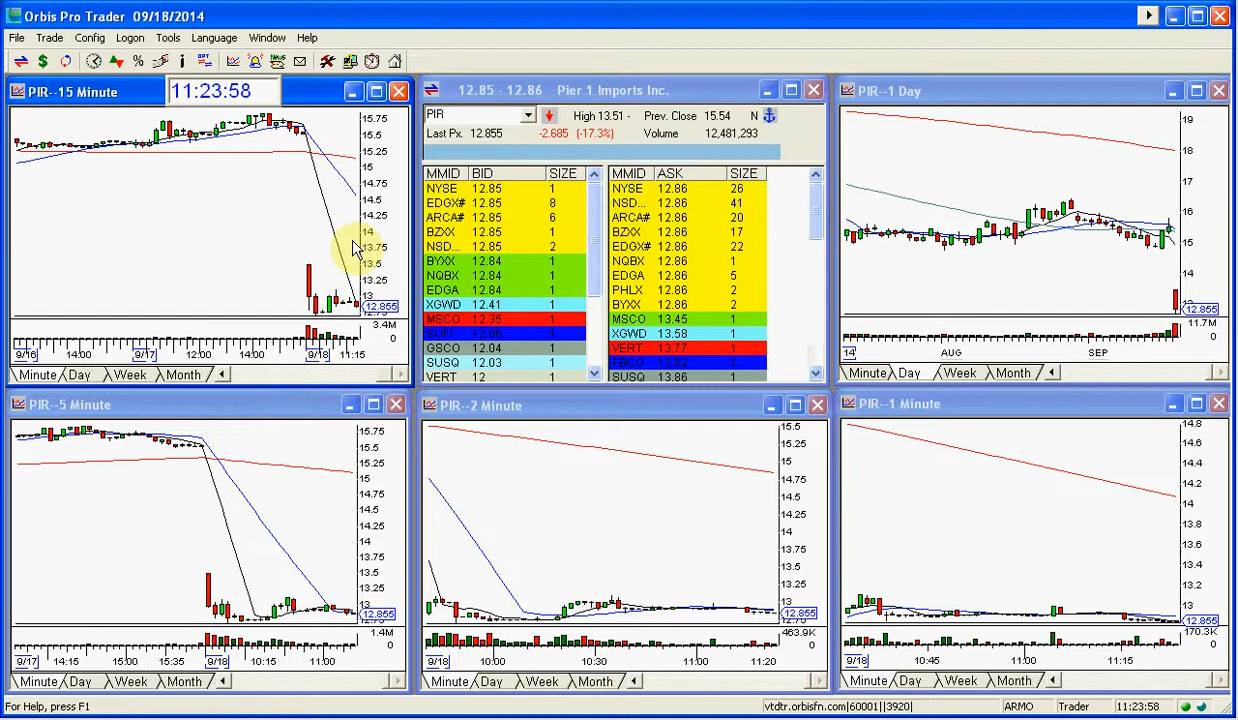 Orbis Pro Trader 09/18/2014
File Trade Config Logon Tools Language Window Help
PIR--15 Minute
11:23:58
15.75
15.25
15
14.75
14.5
14.25
14
13.75
13.5
13.25
13
12.855
3.4M
0
9/16 14:00 9/17 12:00 14:00 9/18 11:15
Minute Day Week Month
12.85 - 12.86 Pier 1 Imports Inc.
PIR High 13.51 - Prev. Close 15.54 N
Last Px. 12.855 -2.685 (-17.3%) Volume 12,481,293
MMID BID SIZE
NYSE 12.85 1
EDGX# 12.85 8
ARCA# 12.85 6
BZXX 12.85 1
NSD... 12.85 2
BYXX 12.84 1
NQBX 12.84 1
EDGA 12.84 1
XGWD 12.41 1
MSCO 12.35 1
SUFI 12.06 1
GSCO 12.04 1
SUSQ 12.03 1
VERT 12 1
MMID ASK SIZE
NYSE 12.86 26
NSD... 12.86 41
ARCA# 12.86 20
BZXX 12.86 17
EDGX# 12.86 22
NQBX 12.86 1
EDGA 12.86 5
PHLX 12.86 2
BYXX 12.86 2
MSCO 13.45 1
XGWD 13.58 1
VERT 13.77 1
FBCO 13.82 1
SUSQ 13.86 1
PIR--1 Day
19
18
17
16
15
14
12.855
11.7M
0
14 AUG SEP
Minute Day Week Month
PIR--5 Minute
15.75
15.5
15.25
15
14.75
14.5
14.25
14
13.75
13.5
13.25
13
12.855
1.4M
0
9/17 14:15 15:00 15:35 9/18 10:15 11:00
Minute Day Week Month
PIR--2 Minute
15.5
15.25
15
14.75
14.5
14.25
14
13.75
13.5
13.25
13
12.855
463.9K
0
9/18 10:00 10:30 11:00 11:20
Minute Day Week Month
PIR--1 Minute
14.8
14.6
14.4
14.2
14
13.8
13.6
13.4
13.2
13
12.855
170.3K
0
9/18 10:45 11:00 11:15
Minute Day Week Month
For Help, press F1
vtdtr.orbisfn.com|60001||3920| ARMO Trader 11:23:58